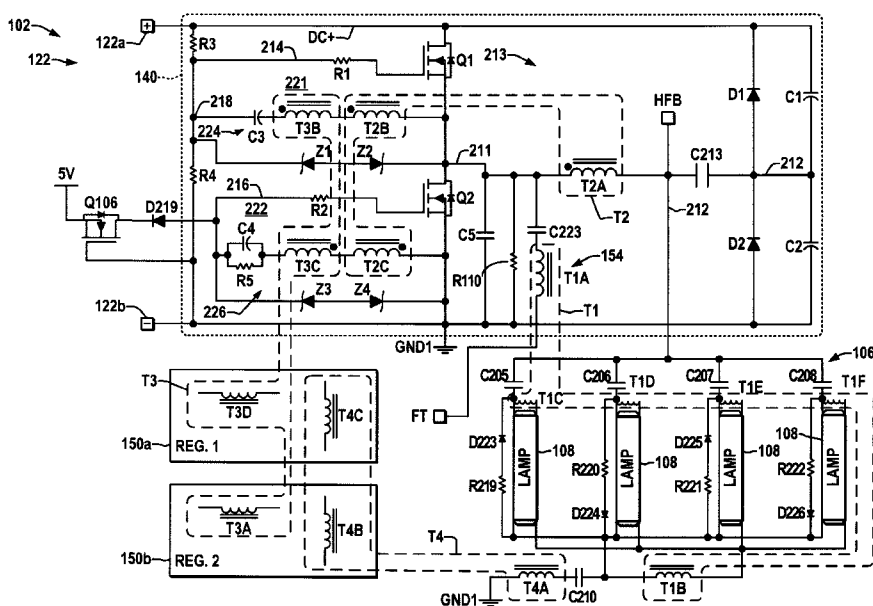 102
122a
+
R3
DC+
122
214
R1
Q1
213
140
221
218
224
C3
T3B
T2B
HFB
D1
C1
Z1
Z2
211
C213
212
R4
5V
216
R2
Q2
T2A
T2
212
Q106
D219
222
C4
C5
C223
D2
C2
R5
T3C
T2C
R110
154
T1A
226
Z3
Z4
T1
122b
−
GND1
FT
106
C205
C206
C207
C208
T1C
T1D
T1E
T1F
T3
T3D
T4C
150a
REG. 1
D223
108
R219
LAMP
R220
D224
LAMP
108
D225
R221
LAMP
108
R222
D226
108
LAMP
T3A
T4B
150b
REG. 2
T4
GND1
T4A
C210
T1B